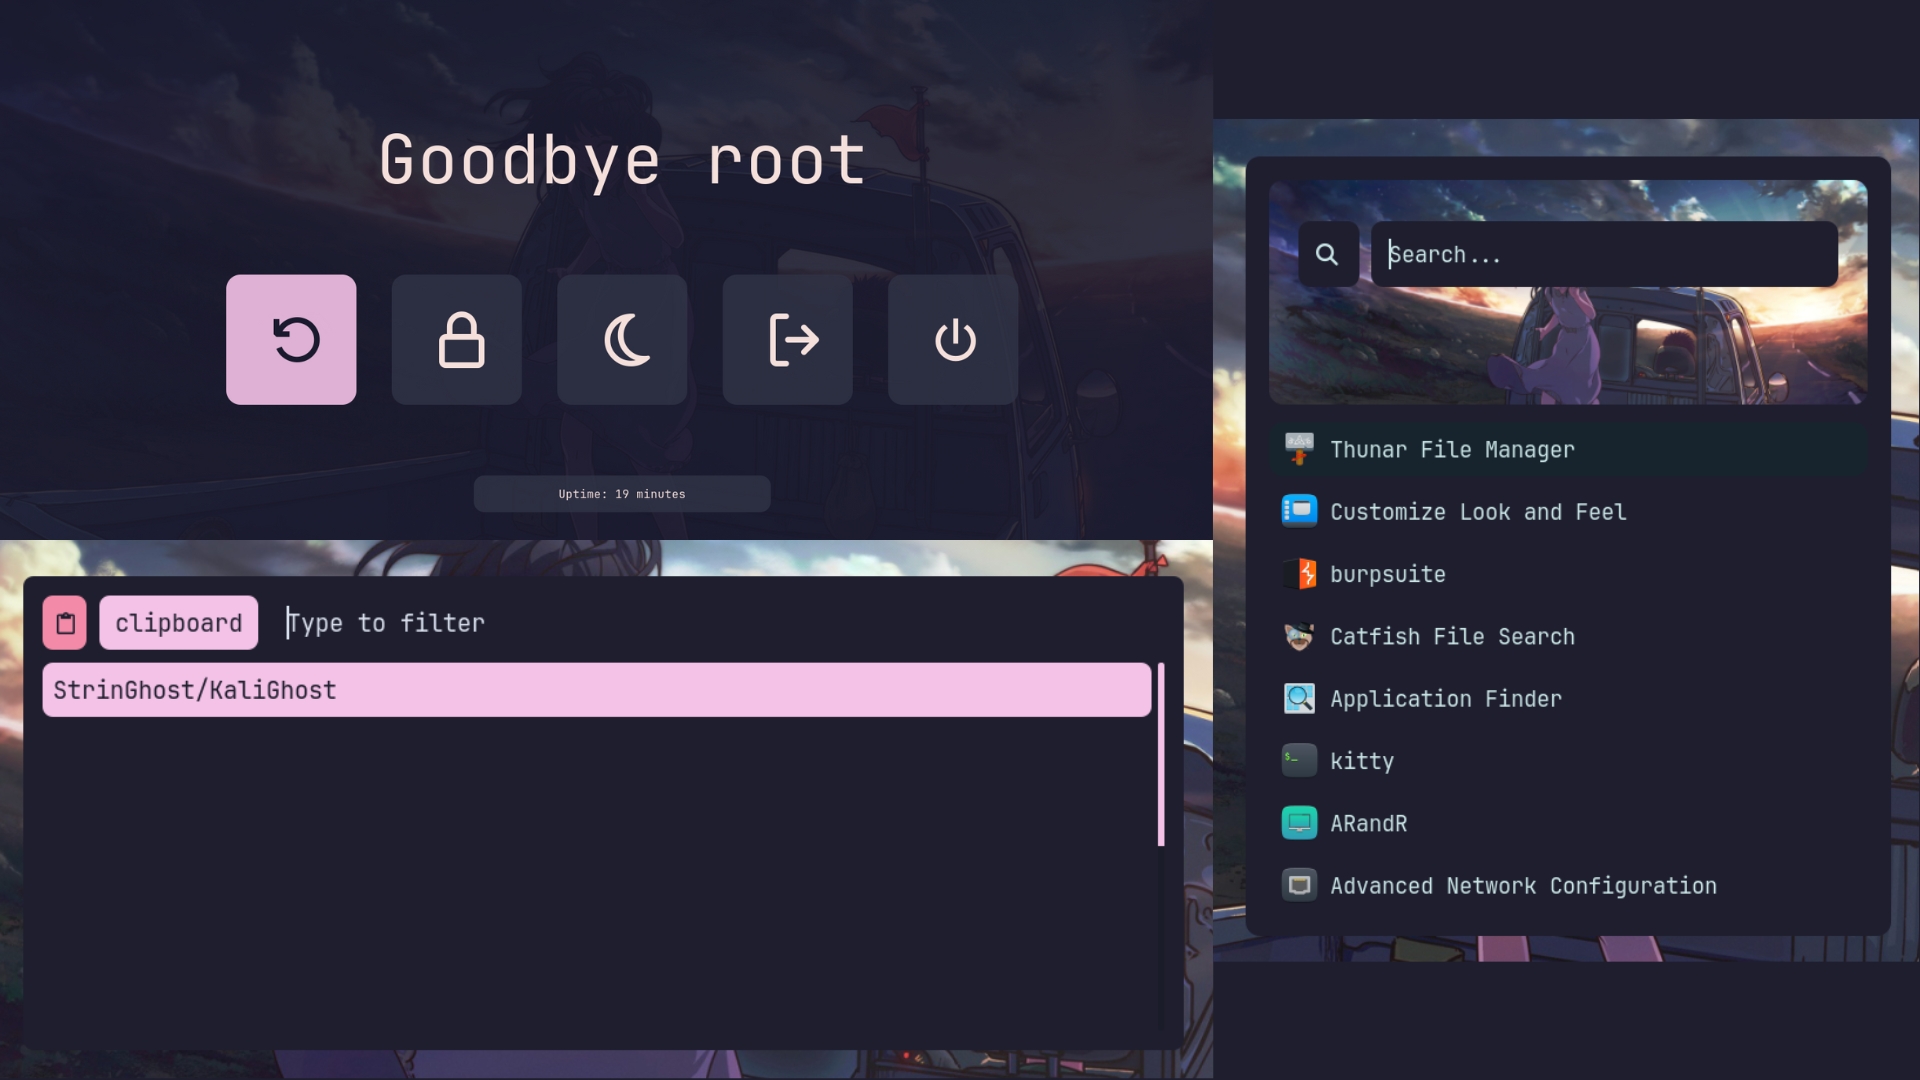 Goodbye root
Uptime: 19 minutes
clipboard
Type to filter
StrinGhost/KaliGhost
Search...
Thunar File Manager
Customize Look and Feel
burpsuite
Catfish File Search
Application Finder
$_
kitty
ARandR
Advanced Network Configuration